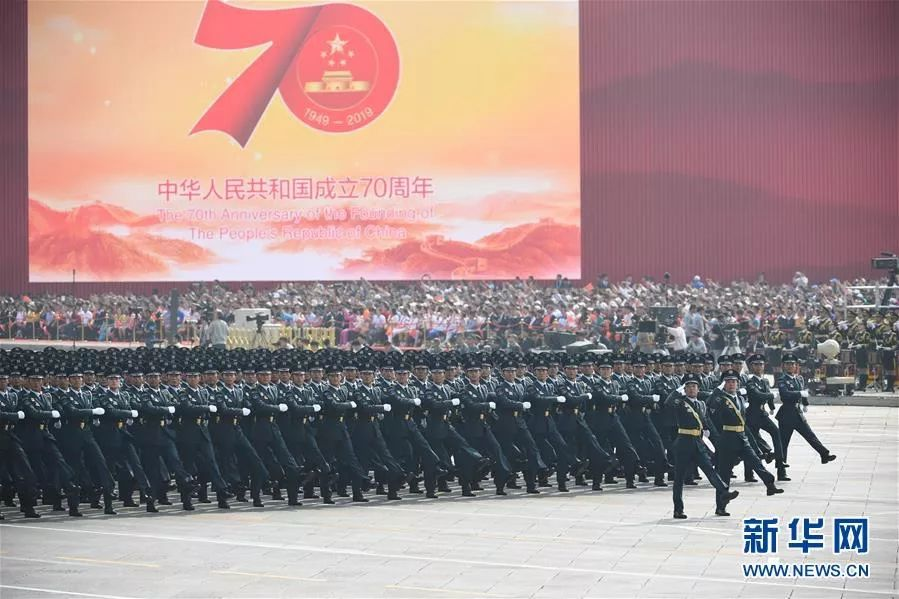 70
1949 - 2019
中华人民共和国成立70周年
The 70th Anniversary of the Founding of
The People's Republic of China
新华网
WWW.NEWS.CN